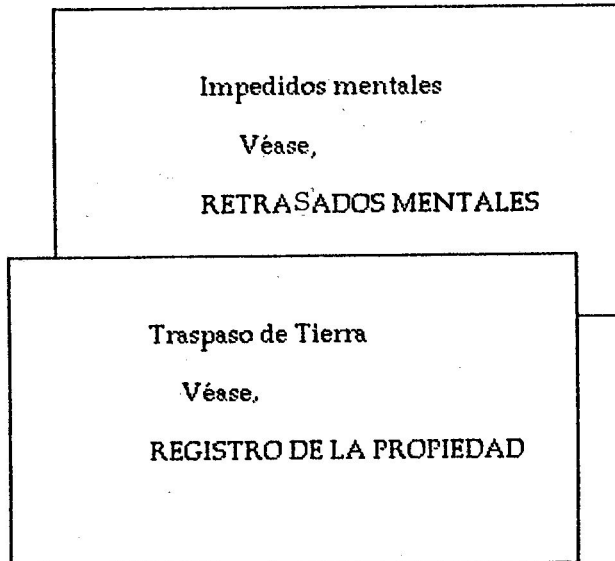 Impedidos mentales
Véase,
RETRASADOS MENTALES
Traspaso de Tierra
Véase,
REGISTRO DE LA PROPIEDAD